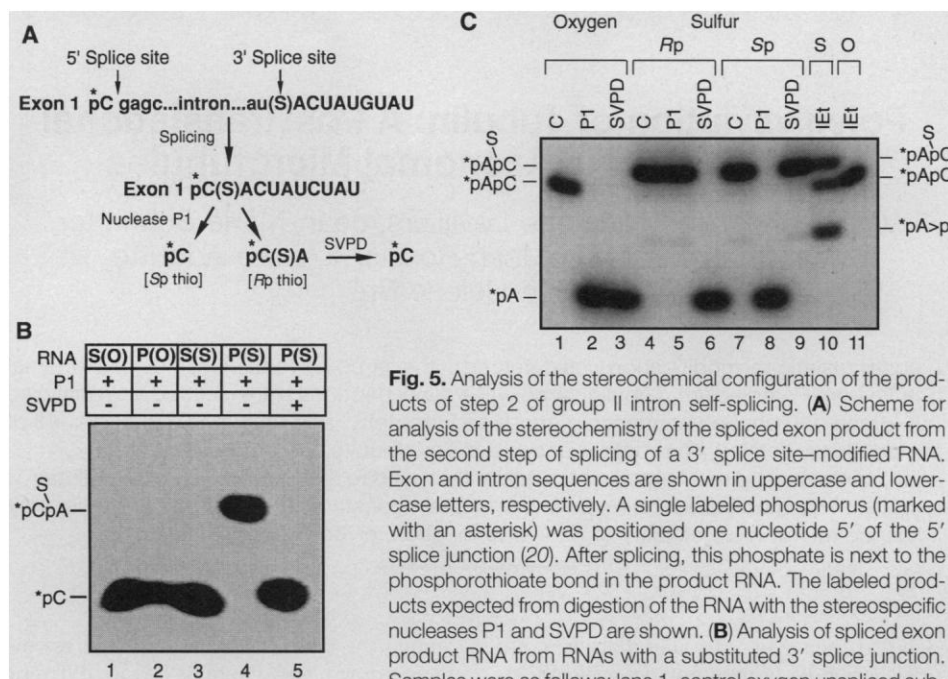 A
5' Splice site
3' Splice site
Exon 1 *pC gagc...intron...au(S)ACUAUGUAU
Splicing
Exon 1 *pC(S)ACUAUCUAU
Nuclease P1
SVPD
*pC
*pC(S)A
*pC
[Sp thio]
[Rp thio]
B
RNA S(O) P(O) S(S) P(S) P(S)
P1 + + + + +
SVPD - - - - +
S
*pCpA
*pC
1 2 3 4 5
C
Oxygen
Sulfur
Rp
Sp
S
O
C P1 SVPD C P1 SVPD C P1 SVPD IEt IEt
S
*pApC
*pApC
*pA
S
*pApC
*pApC
*pA>p
1 2 3 4 5 6 7 8 9 10 11
Fig. 5. Analysis of the stereochemical configuration of the prod-
ucts of step 2 of group II intron self-splicing. (A) Scheme for
analysis of the stereochemistry of the spliced exon product from
the second step of splicing of a 3' splice site–modified RNA.
Exon and intron sequences are shown in uppercase and lower-
case letters, respectively. A single labeled phosphorus (marked
with an asterisk) was positioned one nucleotide 5' of the 5'
splice junction (20). After splicing, this phosphate is next to the
phosphorothioate bond in the product RNA. The labeled prod-
ucts expected from digestion of the RNA with the stereospecific
nucleases P1 and SVPD are shown. (B) Analysis of spliced exon
product RNA from RNAs with a substituted 3' splice junction.